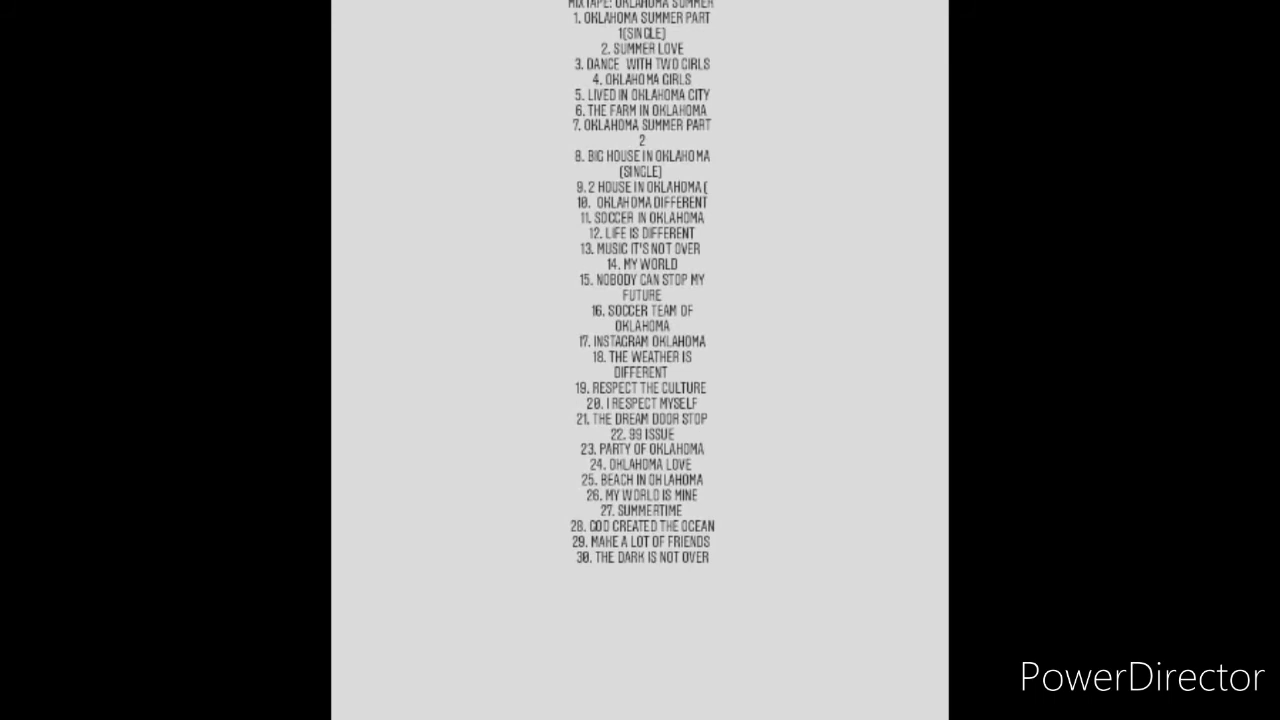 MIXTAPE: OKLAHOMA SUMMER
1. OKLAHOMA SUMMER PART
1(SINGLE)
2. SUMMER LOVE
3. DANCE WITH TWO GIRLS
4. OKLAHOMA GIRLS
5. LIVED IN OKLAHOMA CITY
6. THE FARM IN OKLAHOMA
7. OKLAHOMA SUMMER PART
2
8. BIG HOUSE IN OKLAHOMA
(SINGLE)
9. 2 HOUSE IN OKLAHOMA (
10. OKLAHOMA DIFFERENT
11. SOCCER IN OKLAHOMA
12. LIFE IS DIFFERENT
13. MUSIC IT'S NOT OVER
14. MY WORLD
15. NOBODY CAN STOP MY
FUTURE
16. SOCCER TEAM OF
OKLAHOMA
17. INSTAGRAM OKLAHOMA
18. THE WEATHER IS
DIFFERENT
19. RESPECT THE CULTURE
20. I RESPECT MYSELF
21. THE DREAM DOOR STOP
22. 99 ISSUE
23. PARTY OF OKLAHOMA
24. OKLAHOMA LOVE
25. BEACH IN OKLAHOMA
26. MY WORLD IS MINE
27. SUMMERTIME
28. GOD CREATED THE OCEAN
29. MAKE A LOT OF FRIENDS
30. THE DARK IS NOT OVER
PowerDirector